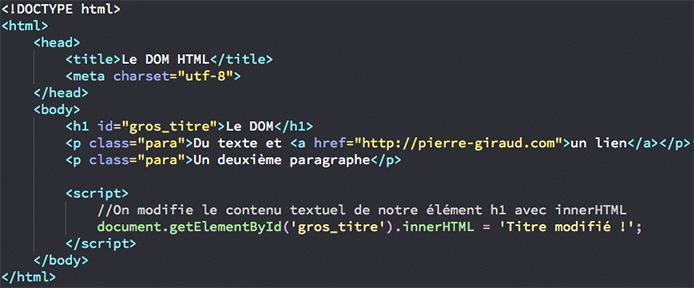 <!DOCTYPE html>
<html>
<head>
<title>Le DOM HTML</title>
<meta charset="utf-8">
</head>
<body>
<h1 id="gros_titre">Le DOM</h1>
<p class="para">Du texte et <a href="http://pierre-giraud.com">un lien</a></p>
<p class="para">Un deuxième paragraphe</p>
<script>
//On modifie le contenu textuel de notre élément h1 avec innerHTML
document.getElementById('gros_titre').innerHTML = 'Titre modifié !';
</script>
</body>
</html>